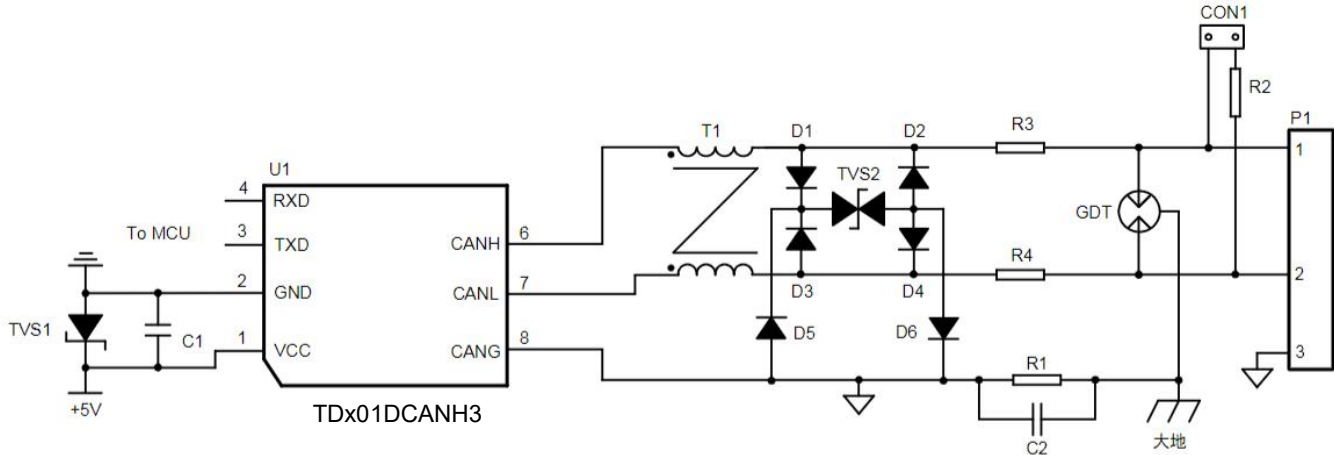 CON1
R2
P1
T1
D1
D2
R3
1
U1
TVS2
4
RXD
GDT
To MCU
3
TXD
CANH
6
R4
2
GND
CANL
7
2
D3
D4
TVS1
C1
1
VCC
CANG
8
D5
D6
R1
3
+5V
TDx01DCANH3
C2
大地